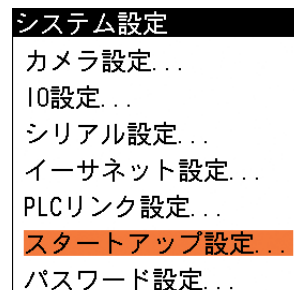 システム設定
カメラ設定...
IO設定...
シリアル設定...
イーサネット設定...
PLCリンク設定...
スタートアップ設定...
パスワード設定...